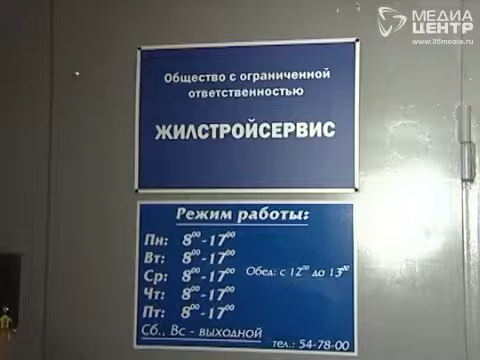 МЕДИА
ЦЕНТР
www.35media.ru
Общество с ограниченной
ответственностью
ЖИЛСТРОЙСЕРВИС
Режим работы:
Пн: 8⁰⁰-17⁰⁰
Вт: 8⁰⁰-17⁰⁰
Ср: 8⁰⁰-17⁰⁰ Обед: с 12⁰⁰ до 13⁰⁰
Чт: 8⁰⁰-17⁰⁰
Пт: 8⁰⁰-17⁰⁰
Сб., Вс - выходной
тел.: 54-78-00